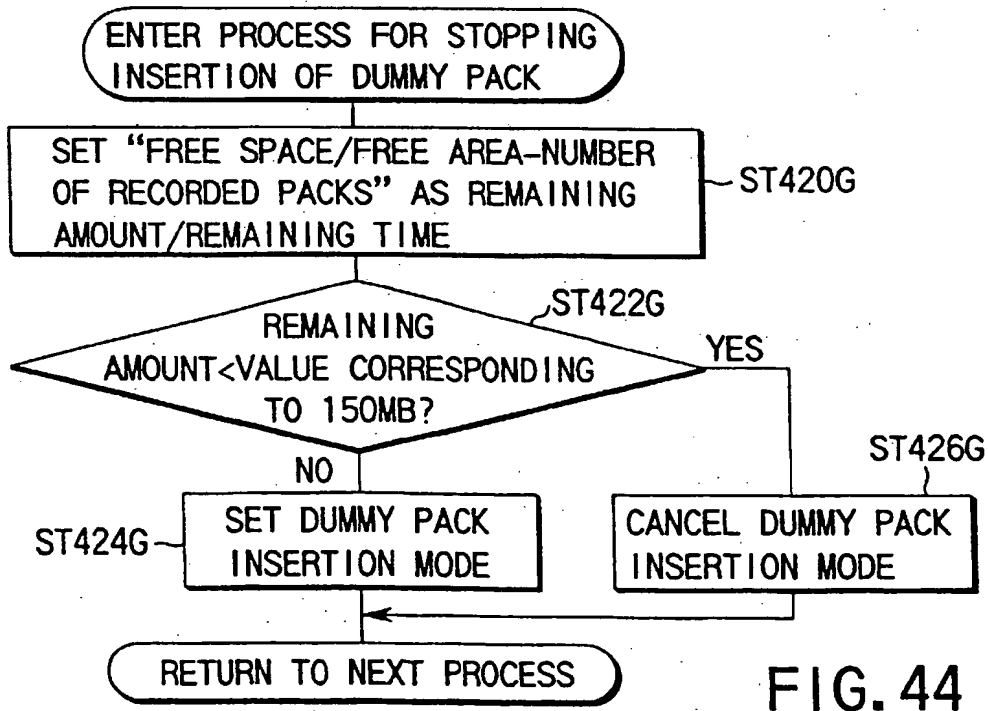 ENTER PROCESS FOR STOPPING
INSERTION OF DUMMY PACK
SET “FREE SPACE/FREE AREA-NUMBER
OF RECORDED PACKS” AS REMAINING
AMOUNT/REMAINING TIME
ST420G
ST422G
REMAINING
AMOUNT<VALUE CORRESPONDING
TO 150MB?
YES
NO
ST426G
ST424G
SET DUMMY PACK
INSERTION MODE
CANCEL DUMMY PACK
INSERTION MODE
RETURN TO NEXT PROCESS
FIG. 44